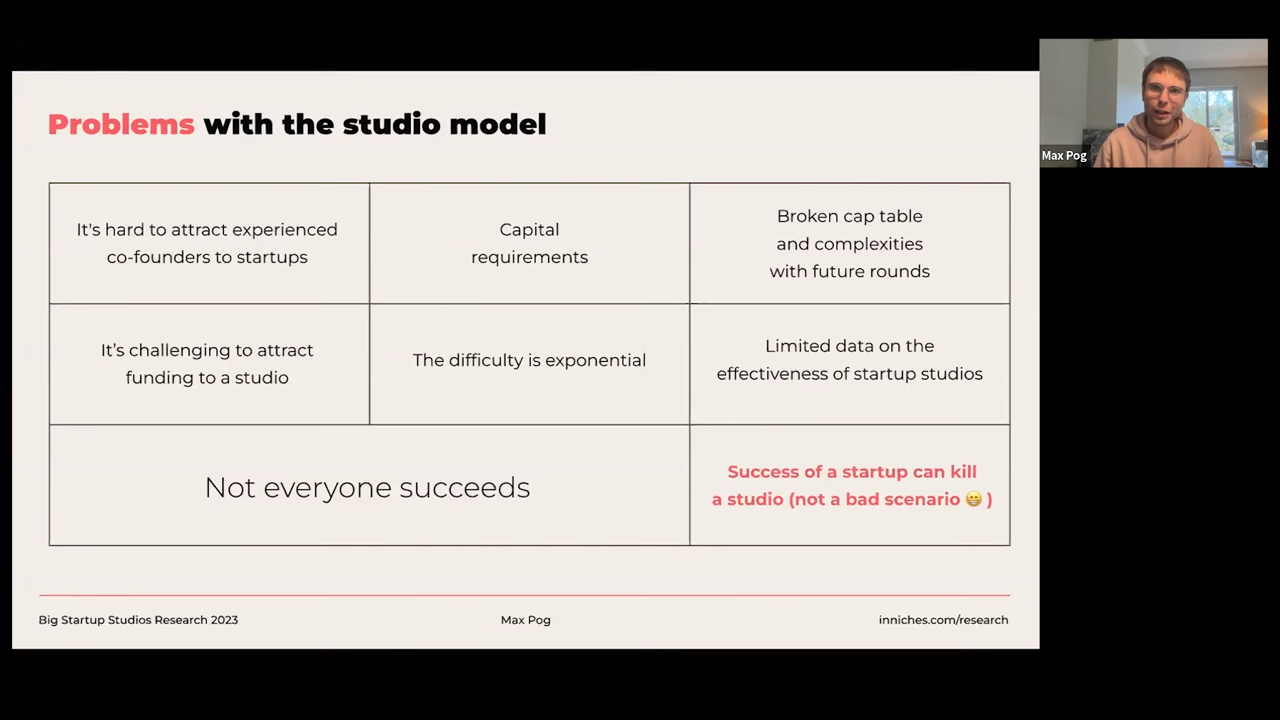 Problems with the studio model
It's hard to attract experienced
co-founders to startups
Capital
requirements
Broken cap table
and complexities
with future rounds
It’s challenging to attract
funding to a studio
The difficulty is exponential
Limited data on the
effectiveness of startup studios
Not everyone succeeds
Success of a startup can kill
a studio (not a bad scenario 😁 )
Big Startup Studios Research 2023
Max Pog
inniches.com/research
Max Pog